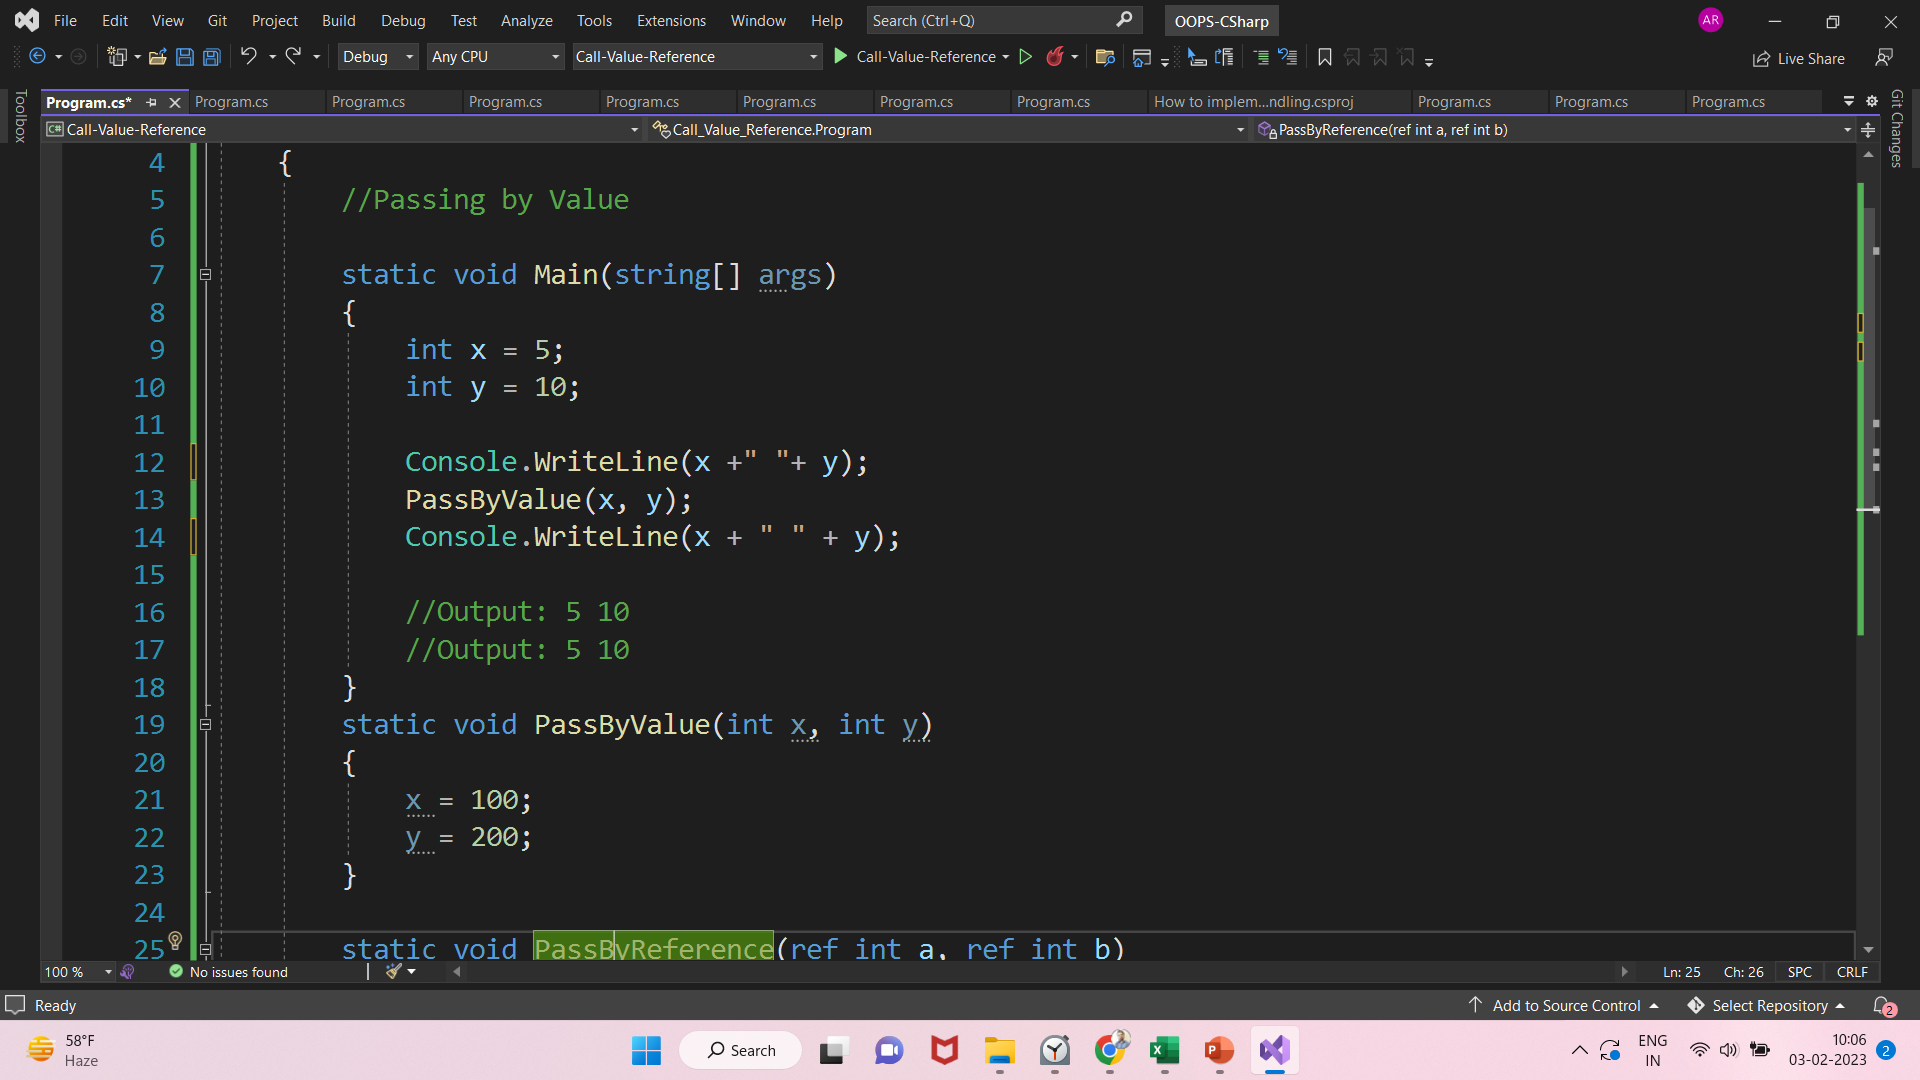 File Edit View Git Project Build Debug Test Analyze Tools Extensions Window Help Search (Ctrl+Q) OOPS-CSharp AR
Debug Any CPU Call-Value-Reference Call-Value-Reference Live Share
Toolbox
Program.cs* Program.cs Program.cs Program.cs Program.cs Program.cs Program.cs Program.cs How to implem...ndling.csproj Program.cs Program.cs Program.cs
Git Changes
C# Call-Value-Reference Call_Value_Reference.Program PassByReference(ref int a, ref int b)
4 {
5 //Passing by Value
6
7 static void Main(string[] args)
8 {
9 int x = 5;
10 int y = 10;
11
12 Console.WriteLine(x +" "+ y);
13 PassByValue(x, y);
14 Console.WriteLine(x + " " + y);
15
16 //Output: 5 10
17 //Output: 5 10
18 }
19 static void PassByValue(int x, int y)
20 {
21 x = 100;
22 y = 200;
23 }
24
25 static void PassByReference(ref int a, ref int b)
100 % No issues found Ln: 25 Ch: 26 SPC CRLF
Ready Add to Source Control Select Repository 2
58°F
Haze
Search
ENG
IN
10:06
03-02-2023
2